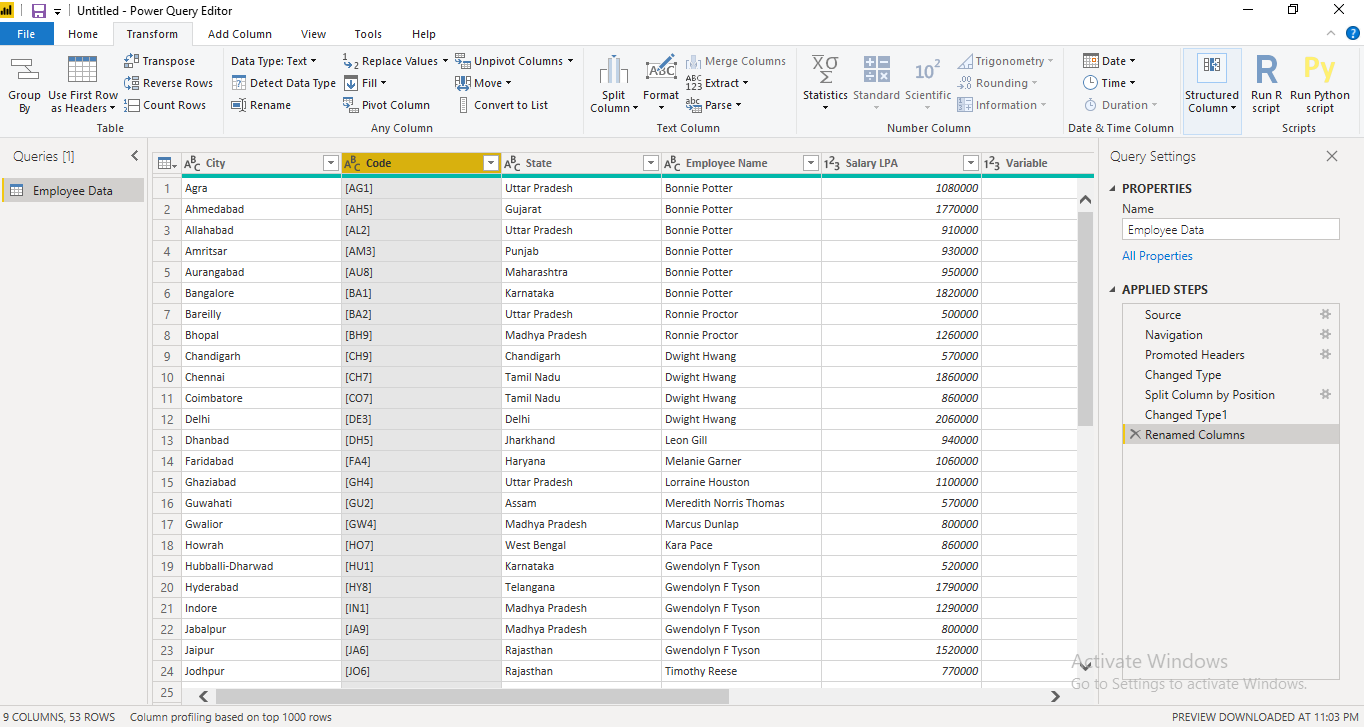 Untitled - Power Query Editor
File Home Transform Add Column View Tools Help
Group By
Use First Row as Headers
Transpose
Reverse Rows
Count Rows
Table
Data Type: Text
Detect Data Type
Rename
Replace Values
Fill
Pivot Column
Unpivot Columns
Move
Convert to List
Any Column
Split Column
Format
Merge Columns
Extract
Parse
Text Column
Statistics
Standard
Scientific
Trigonometry
Rounding
Information
Number Column
Date
Time
Duration
Date & Time Column
Structured Column
Run R script
Run Python script
Scripts
Queries [1]
Employee Data
City Code State Employee Name Salary LPA Variable
1 Agra [AG1] Uttar Pradesh Bonnie Potter 1080000
2 Ahmedabad [AH5] Gujarat Bonnie Potter 1770000
3 Allahabad [AL2] Uttar Pradesh Bonnie Potter 910000
4 Amritsar [AM3] Punjab Bonnie Potter 930000
5 Aurangabad [AU8] Maharashtra Bonnie Potter 950000
6 Bangalore [BA1] Karnataka Bonnie Potter 1820000
7 Bareilly [BA2] Uttar Pradesh Ronnie Proctor 500000
8 Bhopal [BH9] Madhya Pradesh Ronnie Proctor 1260000
9 Chandigarh [CH9] Chandigarh Dwight Hwang 570000
10 Chennai [CH7] Tamil Nadu Dwight Hwang 1860000
11 Coimbatore [CO7] Tamil Nadu Dwight Hwang 860000
12 Delhi [DE3] Delhi Dwight Hwang 2060000
13 Dhanbad [DH5] Jharkhand Leon Gill 940000
14 Faridabad [FA4] Haryana Melanie Garner 1060000
15 Ghaziabad [GH4] Uttar Pradesh Lorraine Houston 1100000
16 Guwahati [GU2] Assam Meredith Norris Thomas 570000
17 Gwalior [GW4] Madhya Pradesh Marcus Dunlap 800000
18 Howrah [HO7] West Bengal Kara Pace 860000
19 Hubballi-Dharwad [HU1] Karnataka Gwendolyn F Tyson 520000
20 Hyderabad [HY8] Telangana Gwendolyn F Tyson 1790000
21 Indore [IN1] Madhya Pradesh Gwendolyn F Tyson 1290000
22 Jabalpur [JA9] Madhya Pradesh Gwendolyn F Tyson 800000
23 Jaipur [JA6] Rajasthan Gwendolyn F Tyson 1520000
24 Jodhpur [JO6] Rajasthan Timothy Reese 770000
25
Query Settings
PROPERTIES
Name
Employee Data
All Properties
APPLIED STEPS
Source
Navigation
Promoted Headers
Changed Type
Split Column by Position
Changed Type1
Renamed Columns
Activate Windows
Go to Settings to activate Windows.
9 COLUMNS, 53 ROWS Column profiling based on top 1000 rows
PREVIEW DOWNLOADED AT 11:03 PM